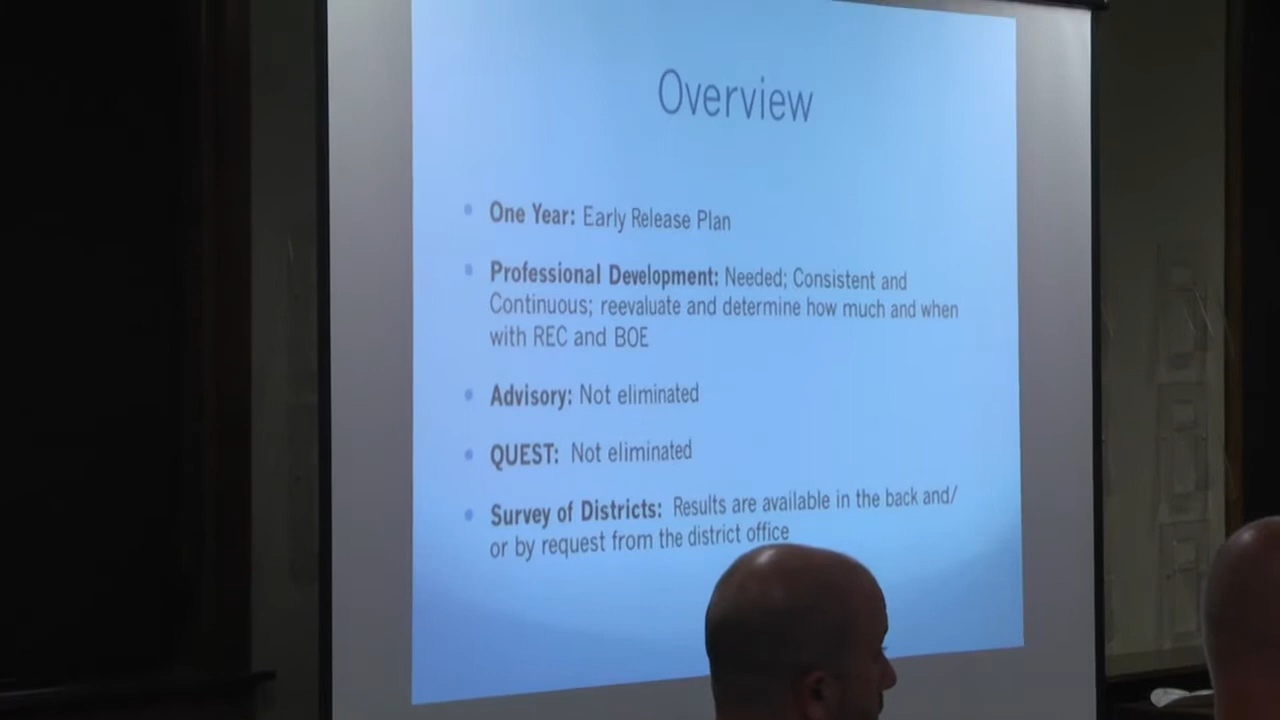 Overview
• One Year: Early Release Plan
• Professional Development: Needed; Consistent and
Continuous; reevaluate and determine how much and when
with REC and BOE
• Advisory: Not eliminated
• QUEST: Not eliminated
• Survey of Districts: Results are available in the back and/
or by request from the district office